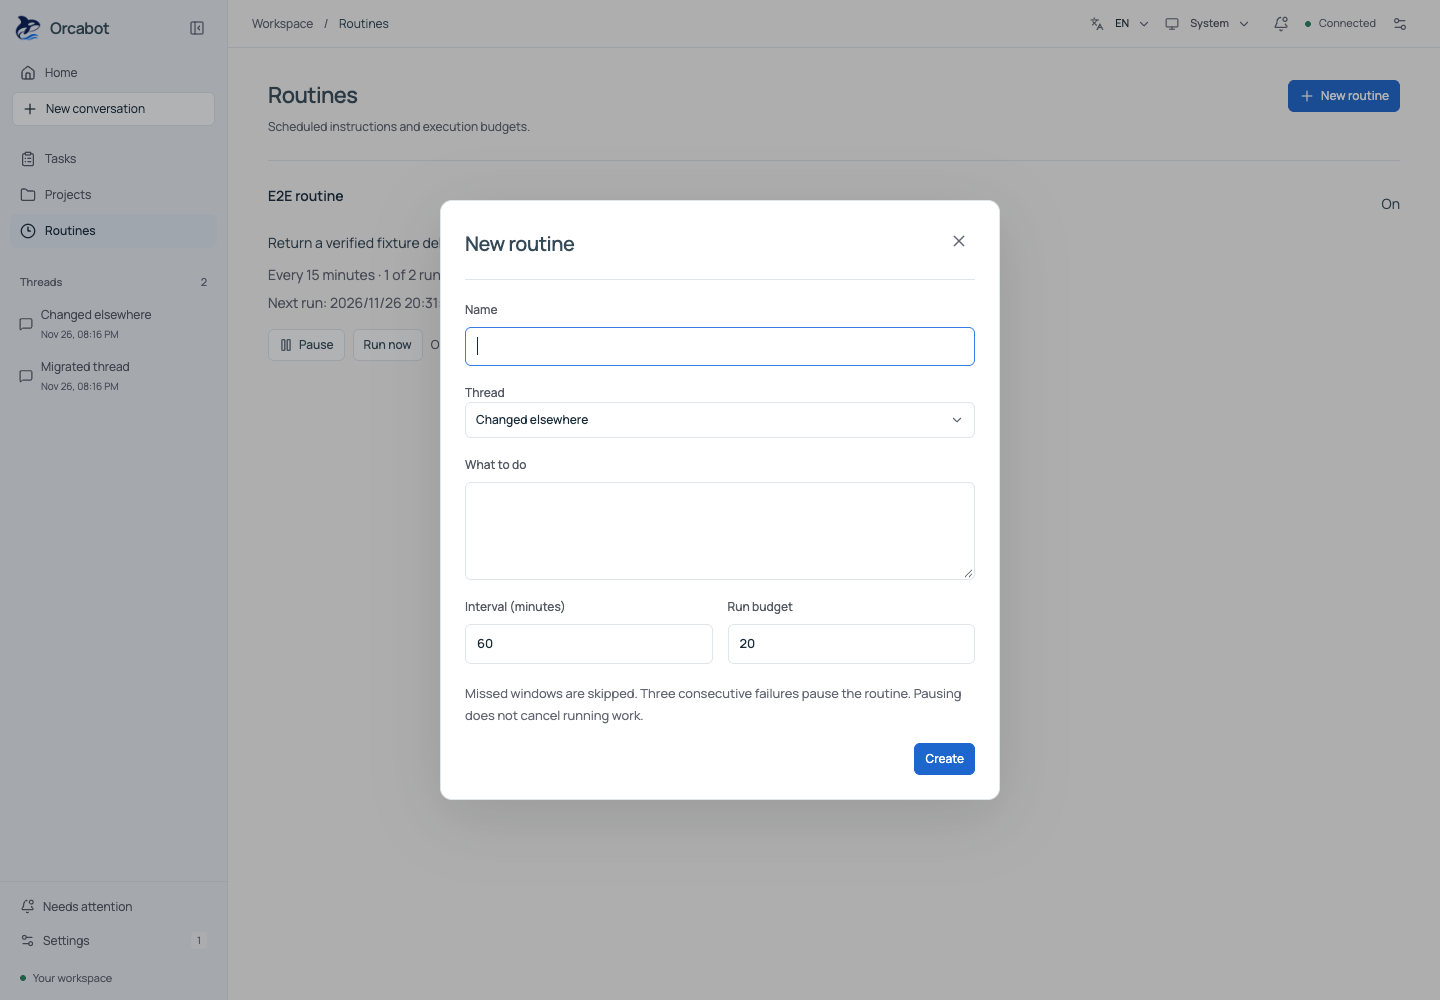 Orcabot
Home
New conversation
Tasks
Projects
Routines
Threads 2
Changed elsewhere
Nov 26, 08:16 PM
Migrated thread
Nov 26, 08:16 PM
Needs attention
Settings 1
Your workspace
Workspace / Routines
EN System Connected
Routines
New routine
Scheduled instructions and execution budgets.
E2E routine
On
Return a verified fixture de
Every 15 minutes · 1 of 2 run
Next run: 2026/11/26 20:31
Pause Run now O
New routine
Name
Thread
Changed elsewhere
What to do
Interval (minutes) Run budget
60 20
Missed windows are skipped. Three consecutive failures pause the routine. Pausing
does not cancel running work.
Create